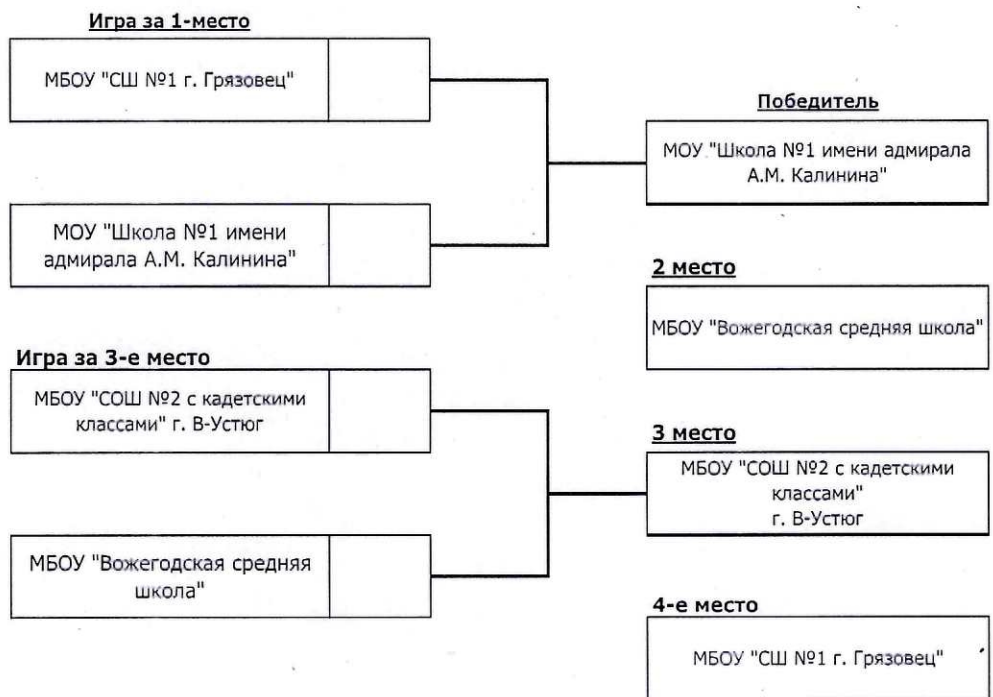 Игра за 1-место
МБОУ "СШ №1 г. Грязовец"
МОУ "Школа №1 имени
адмирала А.М. Калинина"
Игра за 3-е место
МБОУ "СОШ №2 с кадетскими
классами" г. В-Устюг
МБОУ "Вожегодская средняя
школа"
Победитель
МОУ "Школа №1 имени адмирала
А.М. Калинина"
2 место
МБОУ "Вожегодская средняя школа"
3 место
МБОУ "СОШ №2 с кадетскими
классами"
г. В-Устюг
4-е место
МБОУ "СШ №1 г. Грязовец"